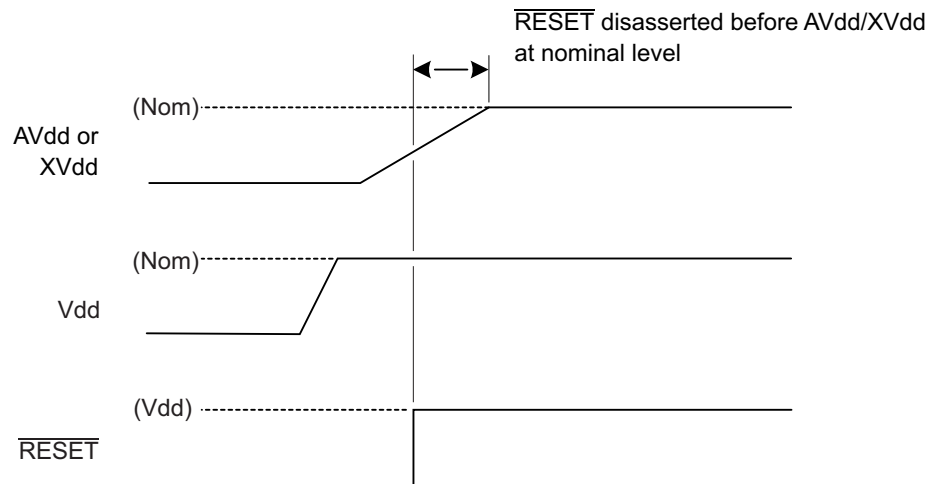 RESET disasserted before AVdd/XVdd
at nominal level
(Nom)
AVdd or
XVdd
(Nom)
Vdd
(Vdd)
RESET